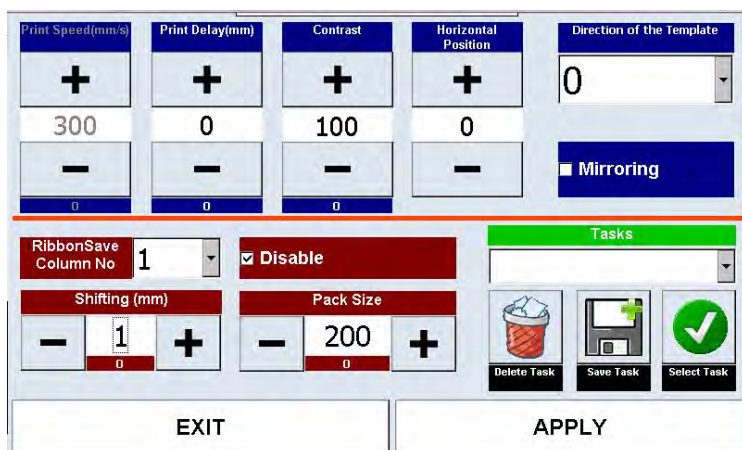 Print Speed(mm/s)
Print Delay(mm)
Contrast
Horizontal
Position
Direction of the Template
+
+
+
+
0
300
0
100
0
−
−
−
−
Mirroring
0
0
0
Tasks
RibbonSave
Column No
1
Disable
Shifting (mm)
Pack Size
−
1
+
−
200
+
0
0
Delete Task
Save Task
Select Task
EXIT
APPLY